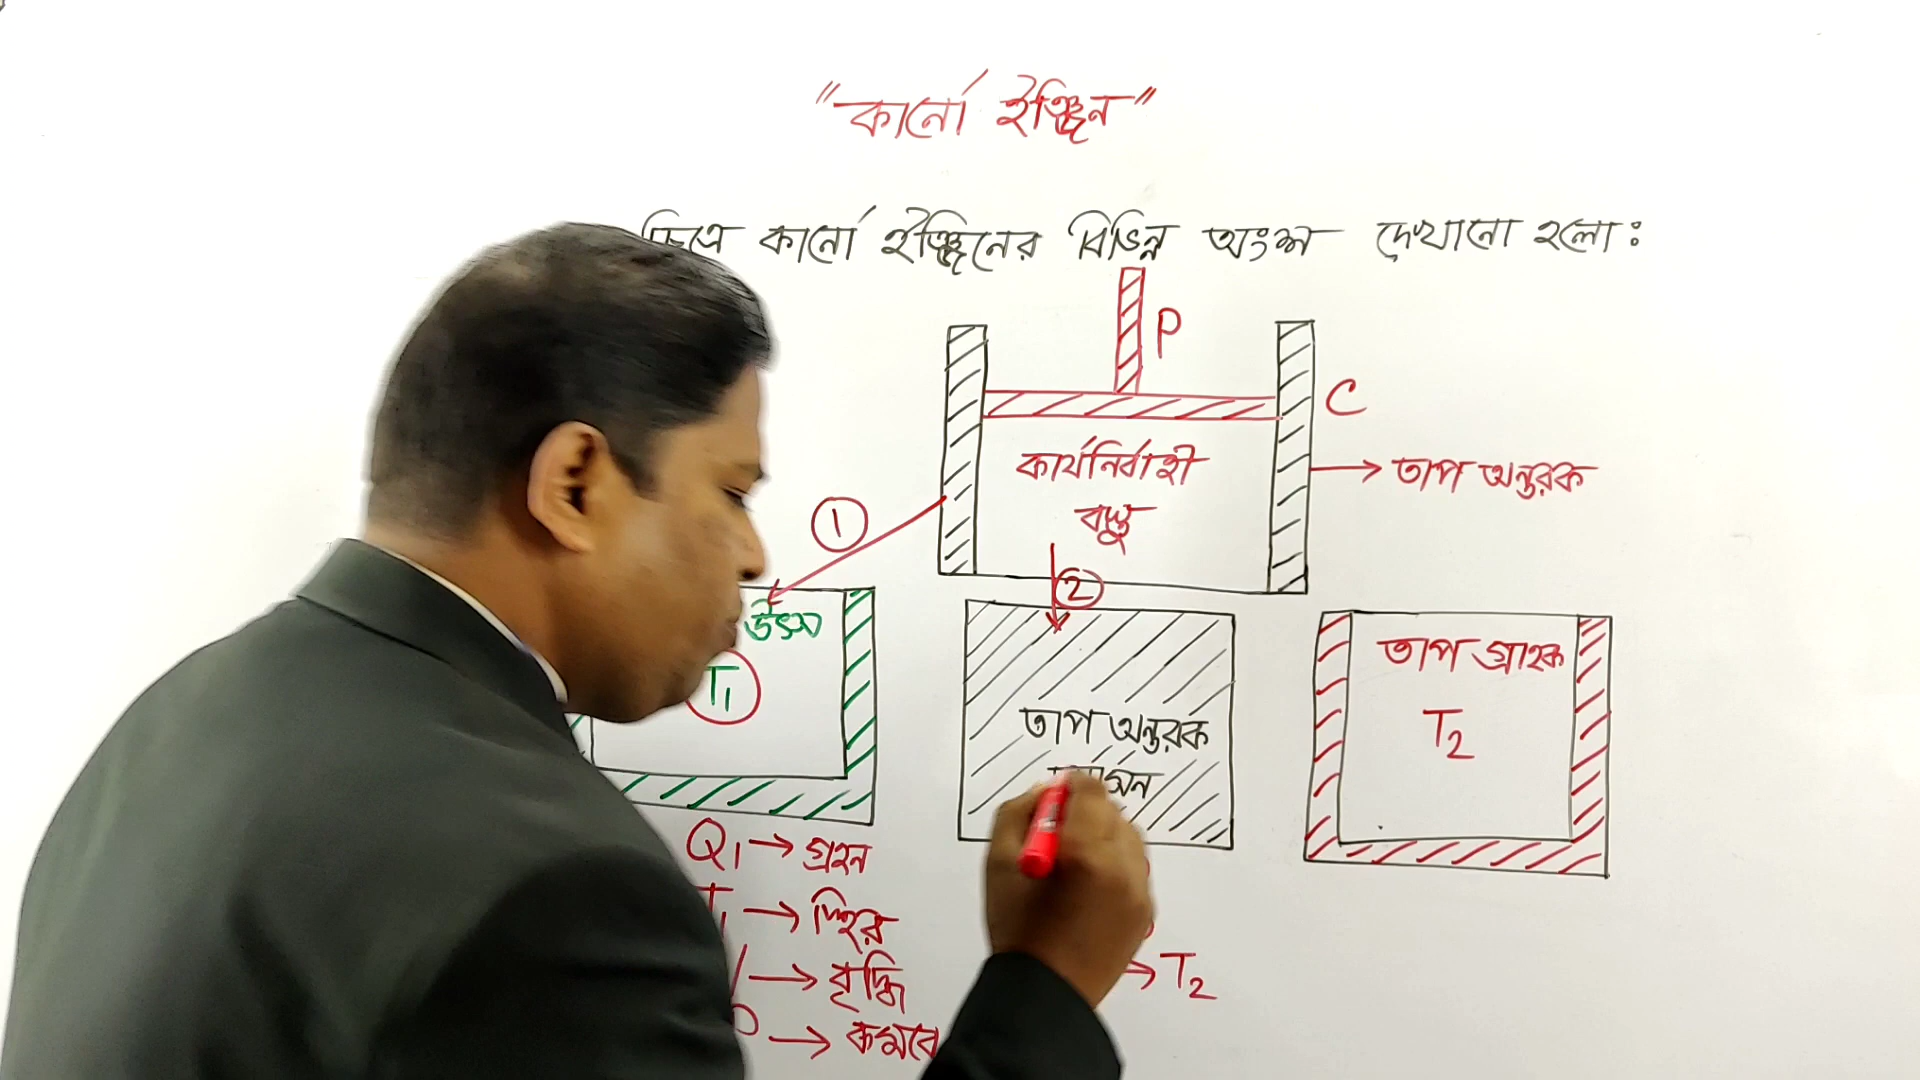 "কার্নো ইঞ্জিন"
চিত্রে কার্নো ইঞ্জিনের বিভিন্ন অংশ দেখানো হলোঃ
P
C
কার্যনির্বাহী
বস্তু
→ তাপ অন্তরক
1
2
উৎস
T₁
তাপ অন্তরক
তাপ গ্রাহক
T₂
Q₁ → গ্রহন
T₁ → স্থির
→ বৃদ্ধি
→ কমবে
→ T₂